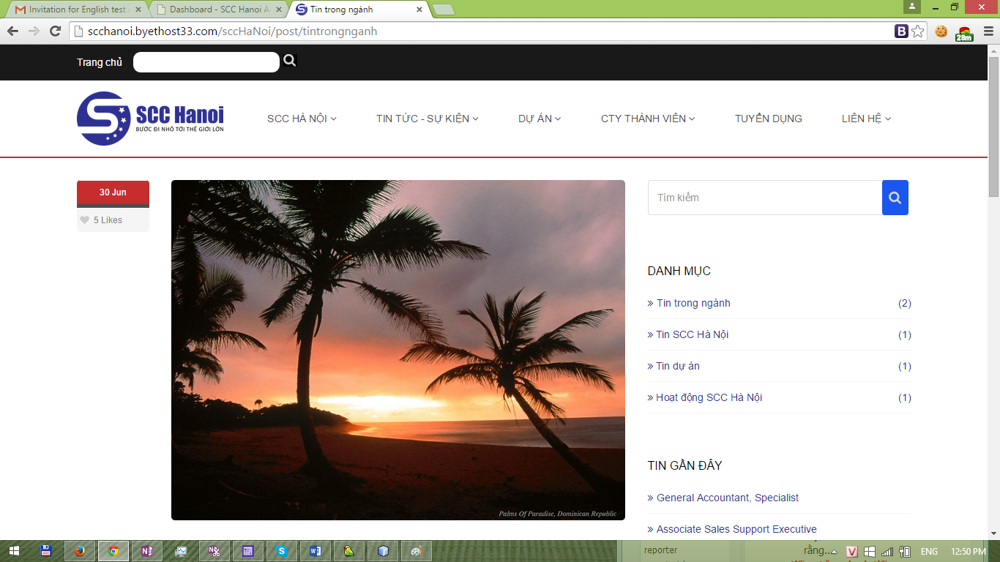 Invitation for English test
Dashboard - SCC Hanoi A
Tin trong ngành
scchanoi.byethost33.com/sccHaNoi/post/tintrongnganh
B
28m
Trang chủ
S
SCC Hanoi
BƯỚC ĐI NHỎ TỚI THẾ GIỚI LỚN
SCC HÀ NỘI
TIN TỨC - SỰ KIỆN
DỰ ÁN
CTY THÀNH VIÊN
TUYỂN DỤNG
LIÊN HỆ
30 Jun
5 Likes
Palms Of Paradise, Dominican Republic
Tìm kiếm
DANH MỤC
» Tin trong ngành (2)
» Tin SCC Hà Nội (1)
» Tin dự án (1)
» Hoạt động SCC Hà Nội (1)
TIN GẦN ĐÂY
» General Accountant, Specialist
» Associate Sales Support Executive
reporter
rằng...
V
ENG
12:50 PM